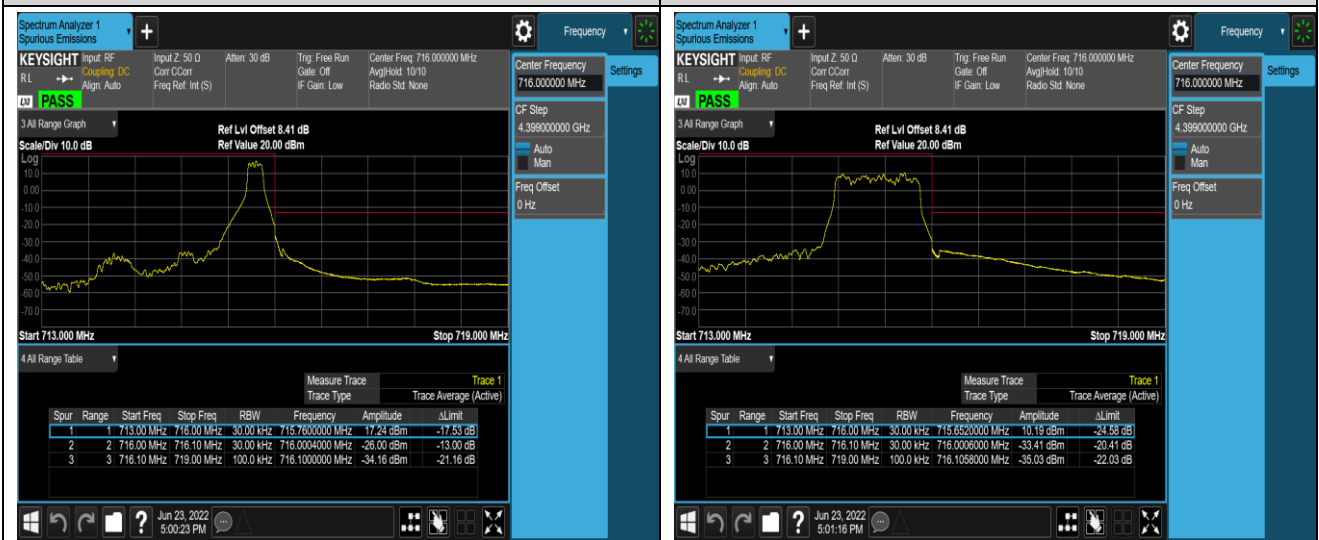 Spectrum Analyzer 1
Spurious Emissions
Frequency
KEYSIGHT
Input: RF
Coupling: DC
Align: Auto
Input Z: 50 Ω
Corr CCorr
Freq Ref: Int (S)
Atten: 30 dB
Trig: Free Run
Gate: Off
IF Gain: Low
Center Freq: 716.000000 MHz
Avg|Hold: 10/10
Radio Std: None
RL
LXI
PASS
Center Frequency
716.000000 MHz
Settings
CF Step
4.399000000 GHz
Auto
Man
Freq Offset
0 Hz
3 All Range Graph
Ref Lvl Offset 8.41 dB
Scale/Div 10.0 dB
Ref Value 20.00 dBm
Log
10.0
0.00
-10.0
-20.0
-30.0
-40.0
-50.0
-60.0
-70.0
Start 713.000 MHz
Stop 719.000 MHz
4 All Range Table
Measure Trace Trace 1
Trace Type Trace Average (Active)
Spur Range Start Freq Stop Freq RBW Frequency Amplitude ΔLimit
1 1 713.00 MHz 716.00 MHz 30.00 kHz 715.7600000 MHz 17.24 dBm -17.53 dB
2 2 716.00 MHz 716.10 MHz 30.00 kHz 716.0004000 MHz -26.00 dBm -13.00 dB
3 3 716.10 MHz 719.00 MHz 100.0 kHz 716.1000000 MHz -34.16 dBm -21.16 dB
?
Jun 23, 2022
5:00:23 PM
Spectrum Analyzer 1
Spurious Emissions
Frequency
KEYSIGHT
Input: RF
Coupling: DC
Align: Auto
Input Z: 50 Ω
Corr CCorr
Freq Ref: Int (S)
Atten: 30 dB
Trig: Free Run
Gate: Off
IF Gain: Low
Center Freq: 716.000000 MHz
Avg|Hold: 10/10
Radio Std: None
RL
LXI
PASS
Center Frequency
716.000000 MHz
Settings
CF Step
4.399000000 GHz
Auto
Man
Freq Offset
0 Hz
3 All Range Graph
Ref Lvl Offset 8.41 dB
Scale/Div 10.0 dB
Ref Value 20.00 dBm
Log
10.0
0.00
-10.0
-20.0
-30.0
-40.0
-50.0
-60.0
-70.0
Start 713.000 MHz
Stop 719.000 MHz
4 All Range Table
Measure Trace Trace 1
Trace Type Trace Average (Active)
Spur Range Start Freq Stop Freq RBW Frequency Amplitude ΔLimit
1 1 713.00 MHz 716.00 MHz 30.00 kHz 715.6520000 MHz 10.19 dBm -24.58 dB
2 2 716.00 MHz 716.10 MHz 30.00 kHz 716.0006000 MHz -33.41 dBm -20.41 dB
3 3 716.10 MHz 719.00 MHz 100.0 kHz 716.1058000 MHz -35.03 dBm -22.03 dB
?
Jun 23, 2022
5:01:16 PM